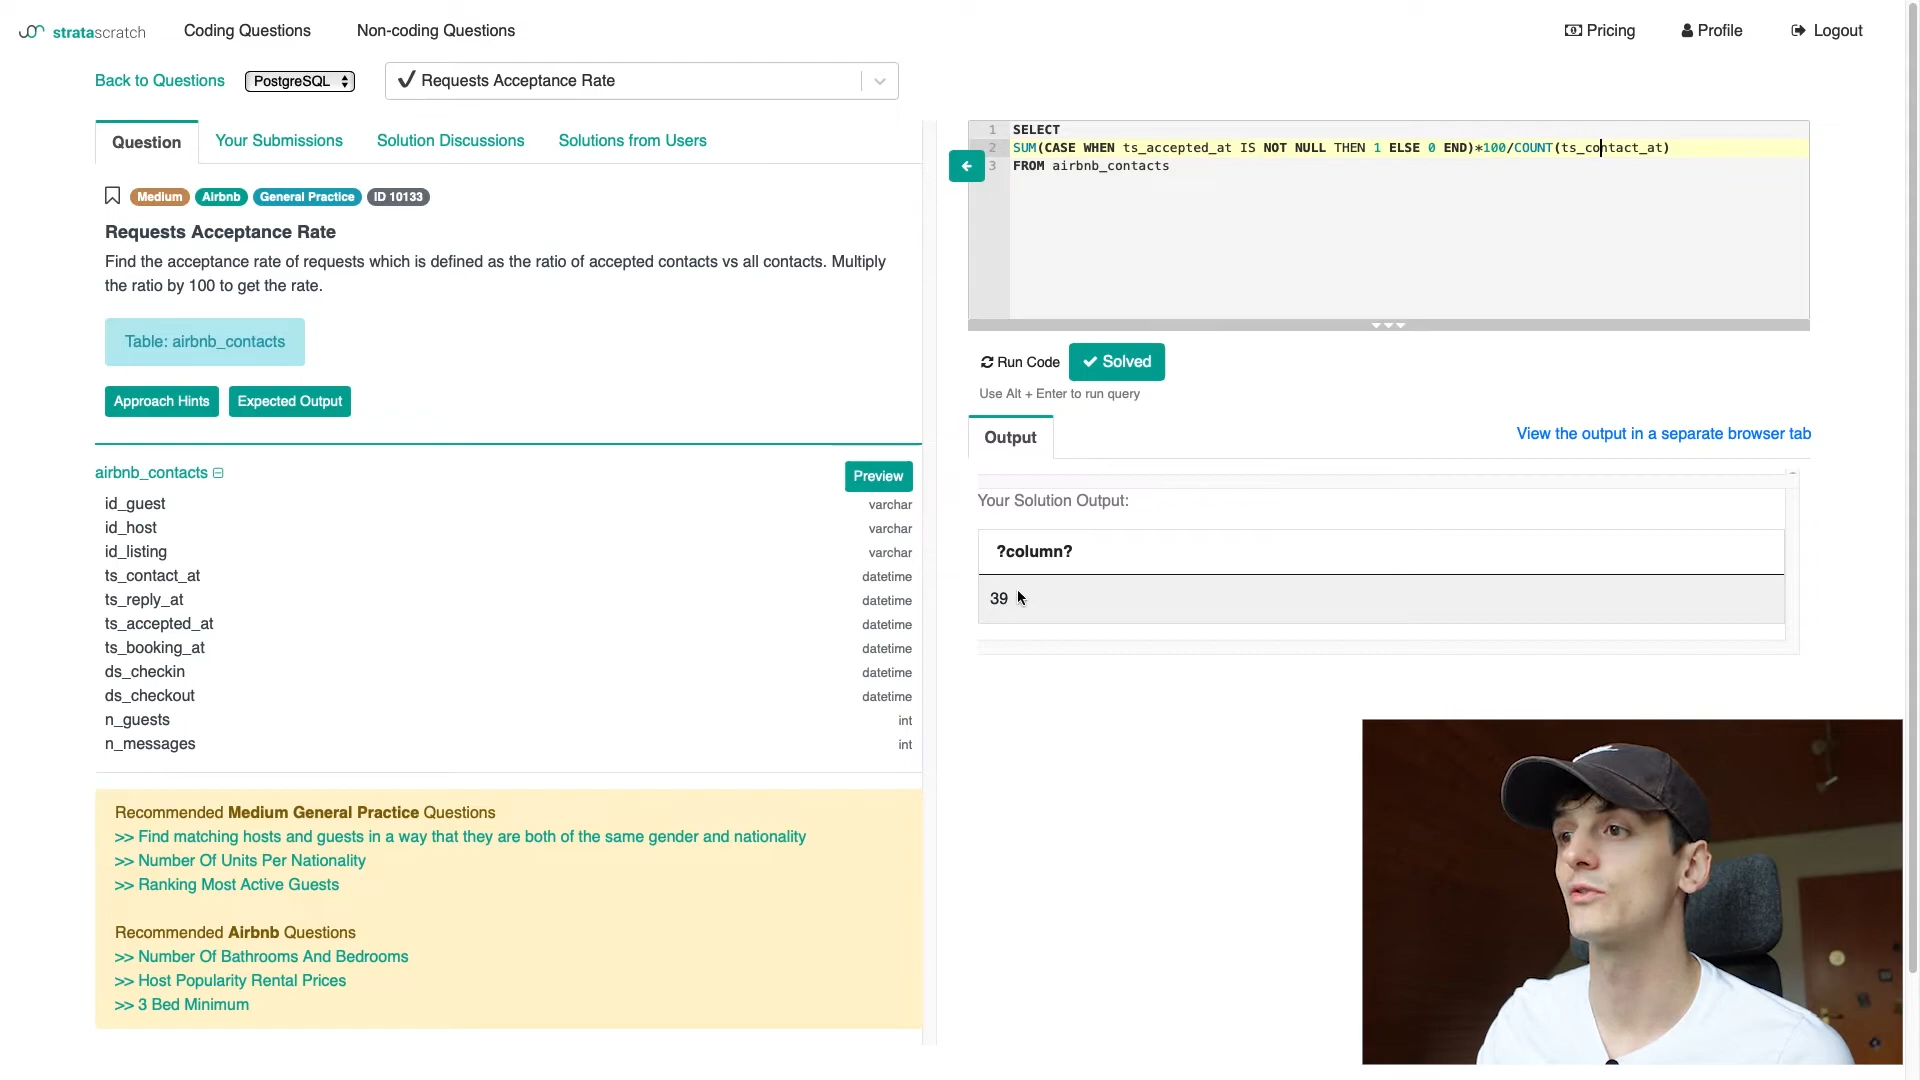 stratascratch Coding Questions Non-coding Questions Pricing Profile Logout
Back to Questions PostgreSQL Requests Acceptance Rate
Question Your Submissions Solution Discussions Solutions from Users
Medium Airbnb General Practice ID 10133
Requests Acceptance Rate
Find the acceptance rate of requests which is defined as the ratio of accepted contacts vs all contacts. Multiply
the ratio by 100 to get the rate.
Table: airbnb_contacts
Approach Hints Expected Output
airbnb_contacts Preview
id_guest varchar
id_host varchar
id_listing varchar
ts_contact_at datetime
ts_reply_at datetime
ts_accepted_at datetime
ts_booking_at datetime
ds_checkin datetime
ds_checkout datetime
n_guests int
n_messages int
Recommended Medium General Practice Questions
>> Find matching hosts and guests in a way that they are both of the same gender and nationality
>> Number Of Units Per Nationality
>> Ranking Most Active Guests
Recommended Airbnb Questions
>> Number Of Bathrooms And Bedrooms
>> Host Popularity Rental Prices
>> 3 Bed Minimum
1 SELECT
2 SUM(CASE WHEN ts_accepted_at IS NOT NULL THEN 1 ELSE 0 END)*100/COUNT(ts_contact_at)
3 FROM airbnb_contacts
Run Code Solved
Use Alt + Enter to run query
Output View the output in a separate browser tab
Your Solution Output:
?column?
39